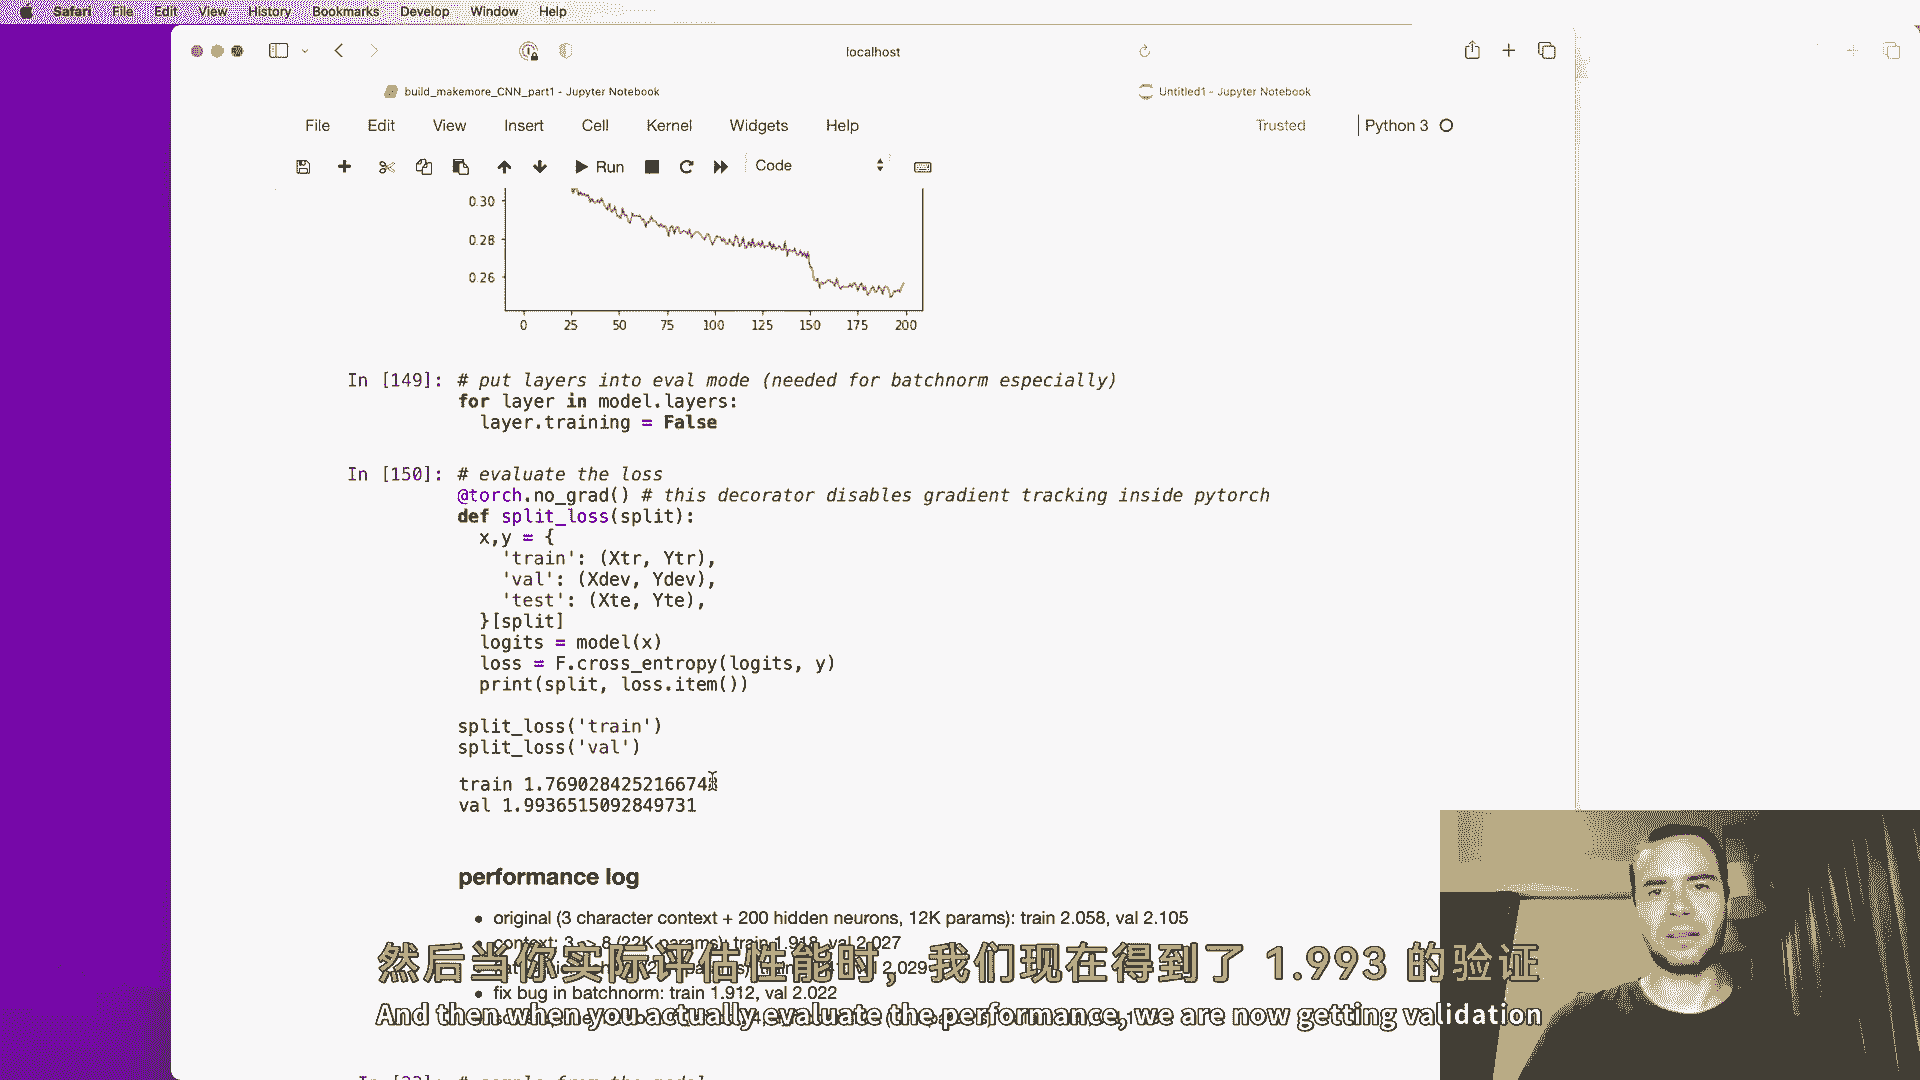 Safari File Edit View History Bookmarks Develop Window Help
localhost
build_makemore_CNN_part1 - Jupyter Notebook
Untitled1 - Jupyter Notebook
File Edit View Insert Cell Kernel Widgets Help
Trusted Python 3
Run Code
0.30
0.28
0.26
0 25 50 75 100 125 150 175 200
In [149]: # put layers into eval mode (needed for batchnorm especially)
for layer in model.layers:
layer.training = False
In [150]: # evaluate the loss
@torch.no_grad() # this decorator disables gradient tracking inside pytorch
def split_loss(split):
x,y = {
'train': (Xtr, Ytr),
'val': (Xdev, Ydev),
'test': (Xte, Yte),
}[split]
logits = model(x)
loss = F.cross_entropy(logits, y)
print(split, loss.item())
split_loss('train')
split_loss('val')
train 1.769028425216674
val 1.9936515092849731
performance log
original (3 character context + 200 hidden neurons, 12K params): train 2.058, val 2.105
context: 3 -> 8 (22K params): train 1.918, val 2.027
2.029
fix bug in batchnorm: train 1.912, val 2.022
然后当你实际评估性能时，我们现在得到了 1.993 的验证
And then when you actually evaluate the performance, we are now getting validation
# sample from the model